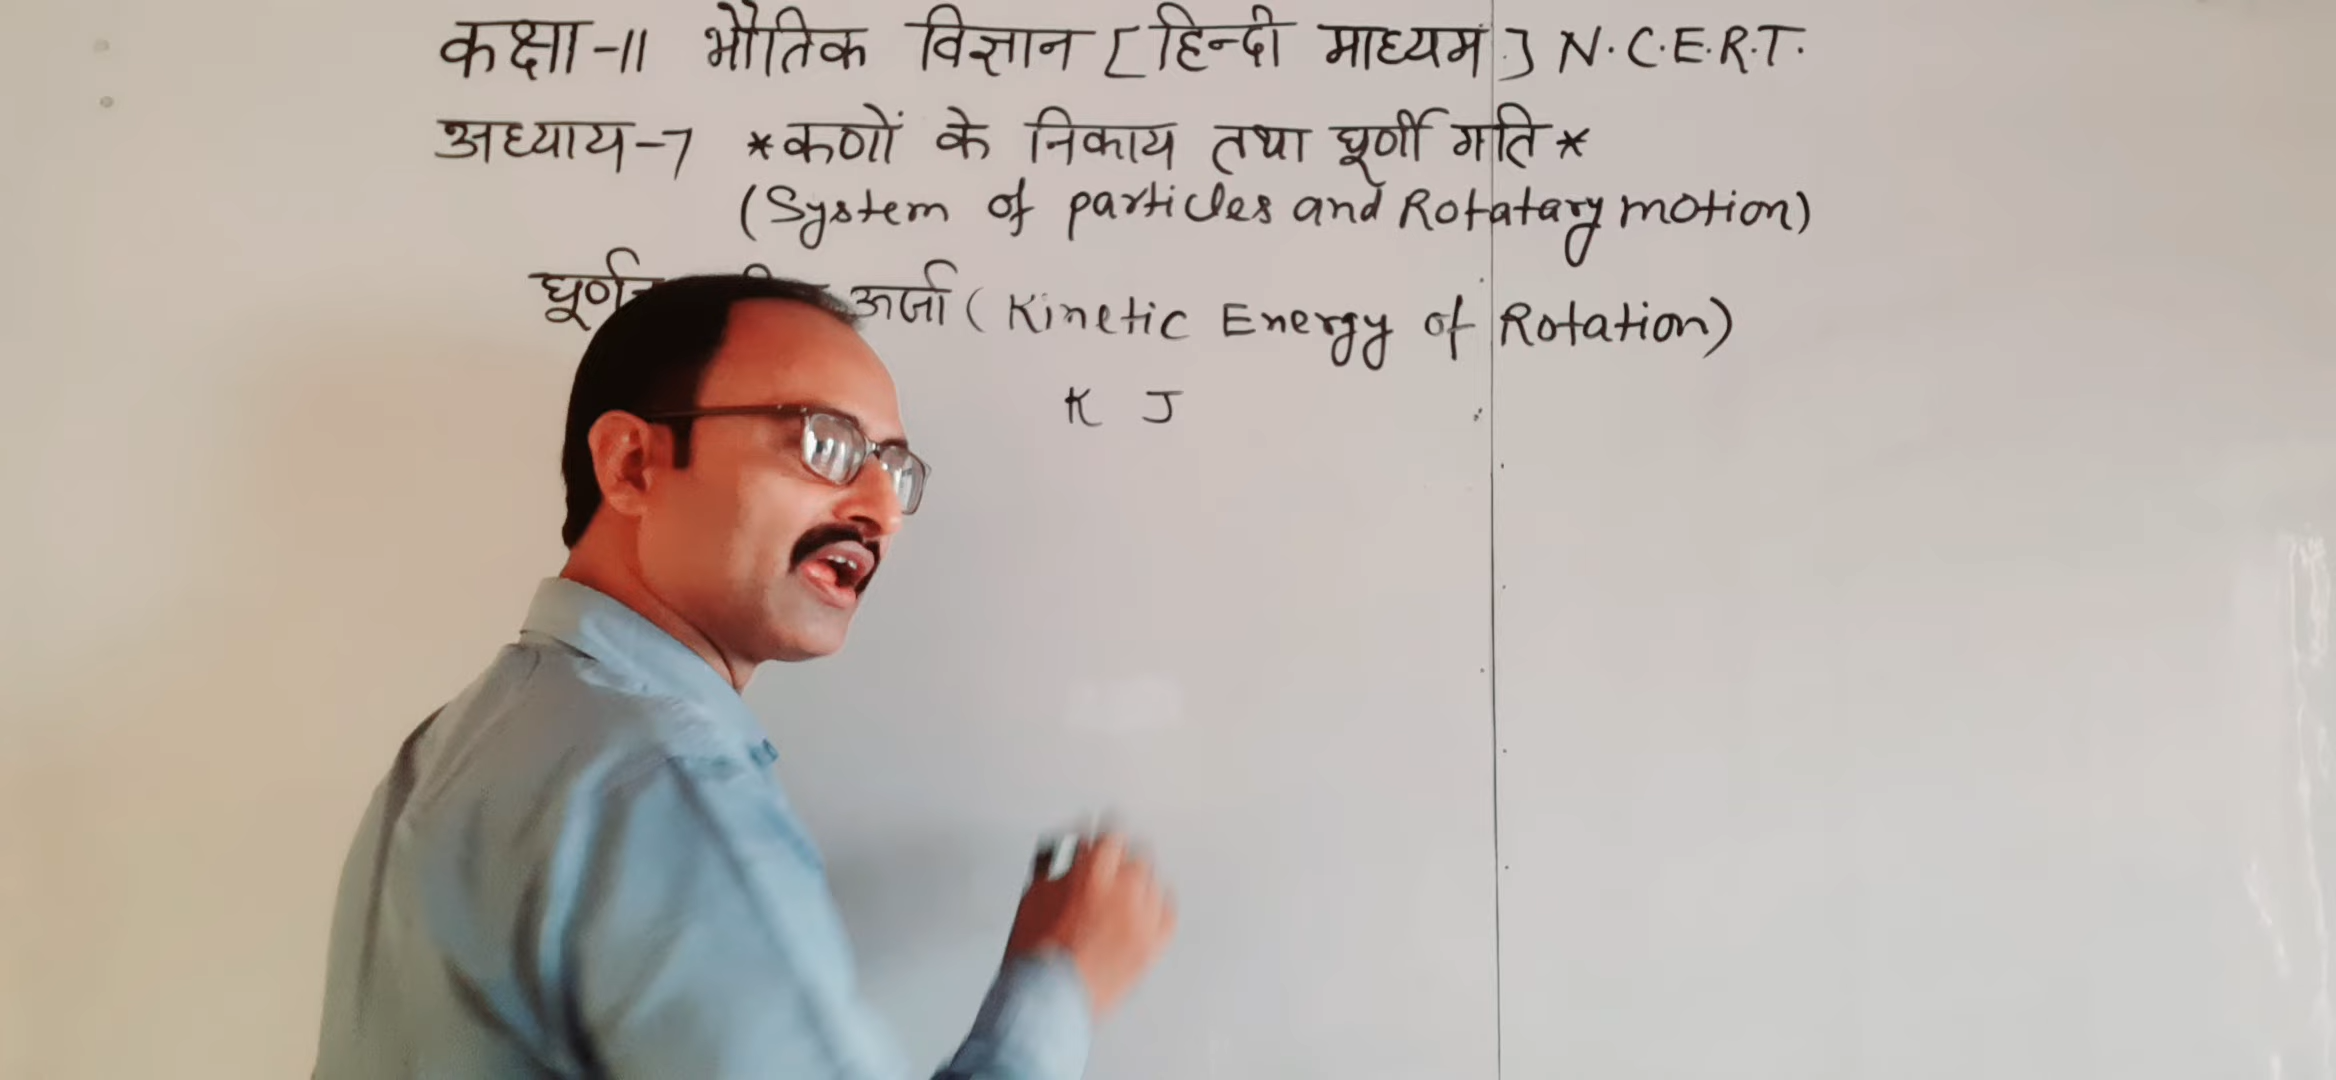 कक्षा-11 भौतिक विज्ञान [हिन्दी माध्यम] N.C.E.R.T.
अध्याय-7 *कणों के निकाय तथा घूर्णी गति*
(System of particles and Rotatary motion)
ऊर्जा (Kinetic Energy of Rotation)
K J